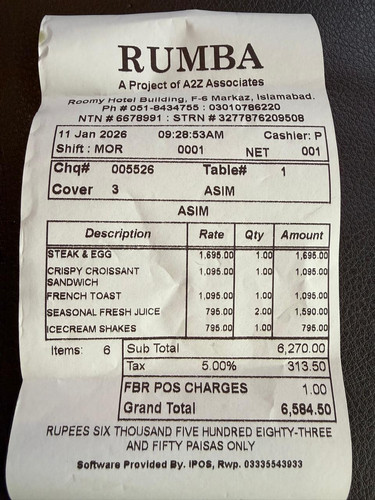 RUMBA
A Project of A2Z Associates
Roomy Hotel Building, F-6 Markaz, Islamabad.
Ph # 051-8434755 : 03010786220
NTN # 6678991 : STRN # 3277876209508
11 Jan 2026 09:28:53AM Cashier: P
Shift : MOR 0001 NET 001
Chq# 005526 Table# 1
Cover 3 ASIM
ASIM
Description Rate Qty Amount
STEAK & EGG 1,695.00 1.00 1,695.00
CRISPY CROISSANT 1,095.00 1.00 1,095.00
SANDWICH
FRENCH TOAST 1,095.00 1.00 1,095.00
SEASONAL FRESH JUICE 795.00 2.00 1,590.00
ICECREAM SHAKES 795.00 1.00 795.00
Items: 6 Sub Total 6,270.00
Tax 5.00% 313.50
FBR POS CHARGES 1.00
Grand Total 6,584.50
RUPEES SIX THOUSAND FIVE HUNDRED EIGHTY-THREE
AND FIFTY PAISAS ONLY
Software Provided By. IPOS, Rwp. 03335543933